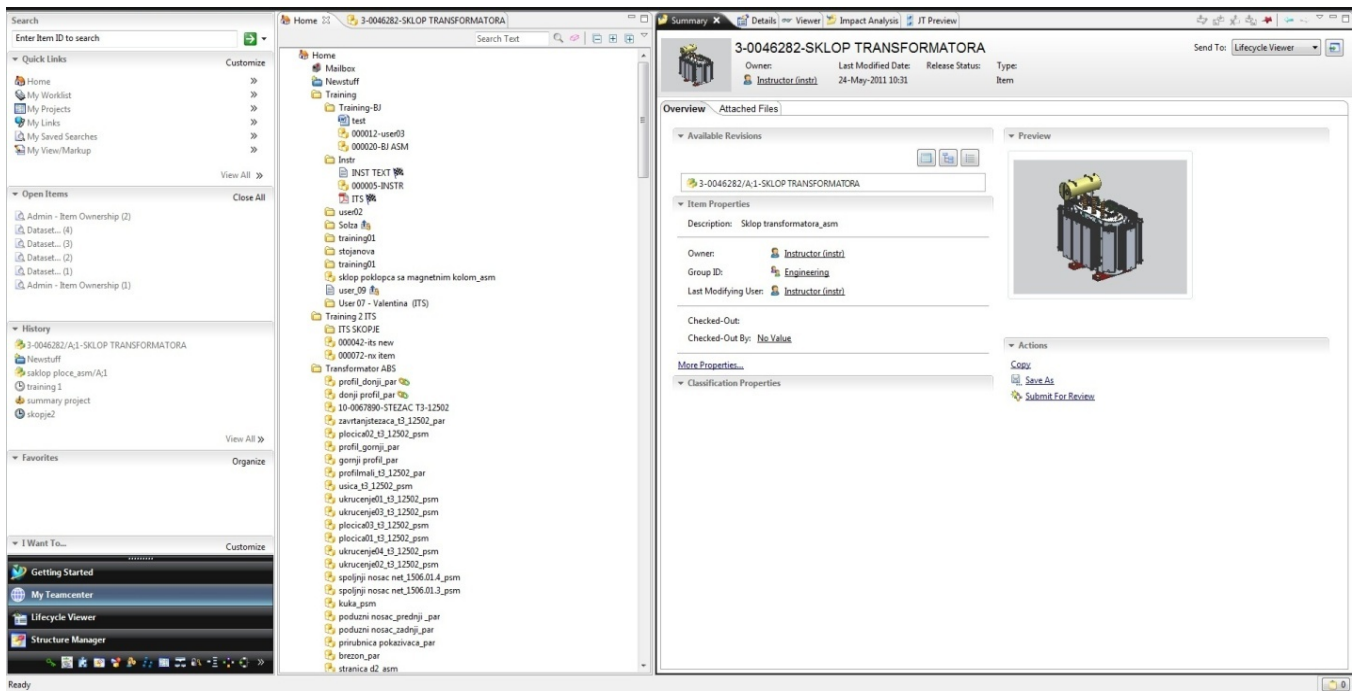 Search
Enter Item ID to search
Quick Links Customize
Home
My Worklist
My Projects
My Links
My Saved Searches
My View/Markup
View All
Open Items Close All
Admin - Item Ownership (2)
Dataset... (4)
Dataset... (3)
Dataset... (2)
Dataset... (1)
Admin - Item Ownership (1)
History
3-0046282/A;1-SKLOP TRANSFORMATORA
Newstuff
saklop ploce_asm/A;1
training 1
summary project
skopje2
View All
Favorites Organize
I Want To... Customize
Getting Started
My Teamcenter
Lifecycle Viewer
Structure Manager
Ready
Home 3-0046282-SKLOP TRANSFORMATORA
Search Text
Home
Mailbox
Newstuff
Training
Training-BJ
test
000012-user03
000020-BJ ASM
Instr
INST TEXT
000005-INSTR
ITS
user02
Solza
training01
stojanova
training01
sklop poklopca sa magnetnim kolom_asm
user_09
User 07 - Valentina (ITS)
Training 2 ITS
ITS SKOPJE
000042-its new
000072-nx item
Transformator ABS
profil_donji_par
donji profil_par
10-0067890-STEZAC T3-12502
zavrtanjstezaca_t3_12502_par
plocica02_t3_12502_psm
profil_gornji_par
gornji profil_par
profilmali_t3_12502_par
usica_t3_12502_psm
ukrucenje01_t3_12502_psm
ukrucenje03_t3_12502_psm
plocica03_t3_12502_psm
plocica01_t3_12502_psm
ukrucenje04_t3_12502_psm
ukrucenje02_t3_12502_psm
spoljnji nosac net_1506.01.4_psm
spoljnji nosac net_1506.01.3_psm
kuka_psm
poduzni nosac_prednji _par
poduzni nosac_zadnji_par
prirubnica pokazivaca_par
brezon_par
stranica d2_asm
Summary Details Viewer Impact Analysis JT Preview
3-0046282-SKLOP TRANSFORMATORA
Send To: Lifecycle Viewer
Owner: Last Modified Date: Release Status: Type:
Instructor (instr) 24-May-2011 10:31 Item
Overview Attached Files
Available Revisions
3-0046282/A;1-SKLOP TRANSFORMATORA
Item Properties
Description: Sklop transformatora_asm
Owner: Instructor (instr)
Group ID: Engineering
Last Modifying User: Instructor (instr)
Checked-Out:
Checked-Out By: No Value
More Properties...
Classification Properties
Preview
Actions
Copy
Save As
Submit For Review
0